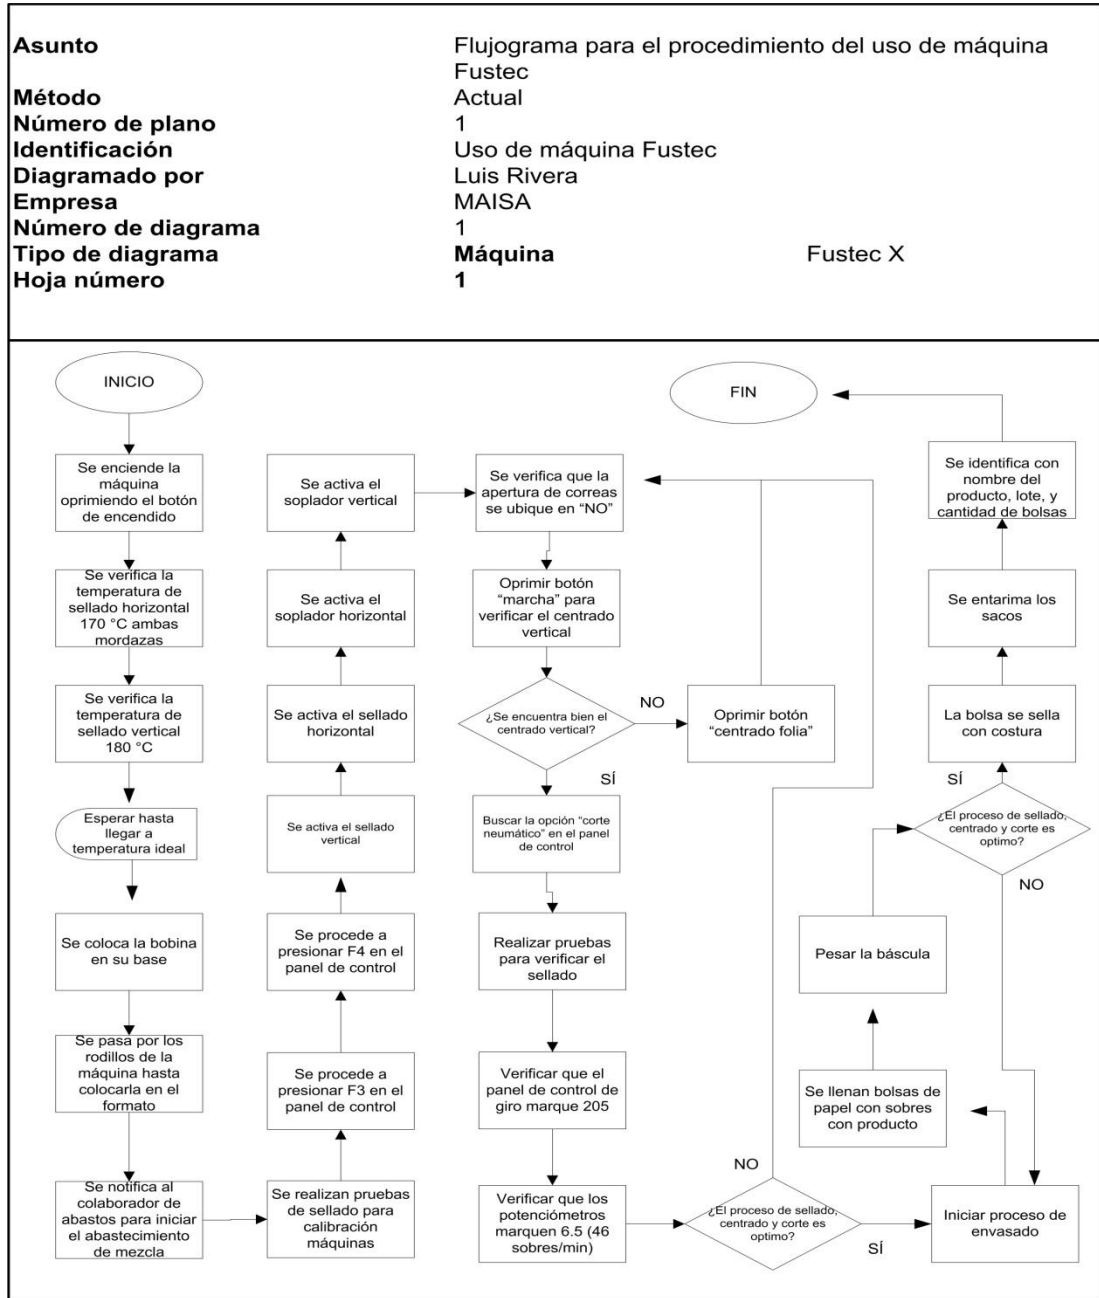 Asunto Flujograma para el procedimiento del uso de máquina
Fustec
Método Actual
Número de plano 1
Identificación Uso de máquina Fustec
Diagramado por Luis Rivera
Empresa MAISA
Número de diagrama 1
Tipo de diagrama Máquina Fustec X
Hoja número 1
INICIO
Se enciende la
máquina
oprimiendo el botón
de encendido
Se verifica la
temperatura de
sellado horizontal
170 °C ambas
mordazas
Se verifica la
temperatura de
sellado vertical
180 °C
Esperar hasta
llegar a
temperatura ideal
Se coloca la bobina
en su base
Se pasa por los
rodillos de la
máquina hasta
colocarla en el
formato
Se notifica al
colaborador de
abastos para iniciar
el abastecimiento
de mezcla
Se realizan pruebas
de sellado para
calibración
máquinas
Se procede a
presionar F3 en el
panel de control
Se procede a
presionar F4 en el
panel de control
Se activa el sellado
vertical
Se activa el sellado
horizontal
Se activa el
soplador horizontal
Se activa el
soplador vertical
Se verifica que la
apertura de correas
se ubique en “NO”
Oprimir botón
“marcha” para
verificar el centrado
vertical
¿Se encuentra bien el
centrado vertical?
NO
Oprimir botón
“centrado folia”
SÍ
Buscar la opción “corte
neumático” en el panel
de control
Realizar pruebas
para verificar el
sellado
Verificar que el
panel de control de
giro marque 205
Verificar que los
potenciómetros
marquen 6.5 (46
sobres/min)
¿El proceso de sellado,
centrado y corte es
optimo?
NO
SÍ
Iniciar proceso de
envasado
Se llenan bolsas de
papel con sobres
con producto
Pesar la báscula
¿El proceso de sellado,
centrado y corte es
optimo?
NO
SÍ
La bolsa se sella
con costura
Se entarima los
sacos
Se identifica con
nombre del
producto, lote, y
cantidad de bolsas
FIN